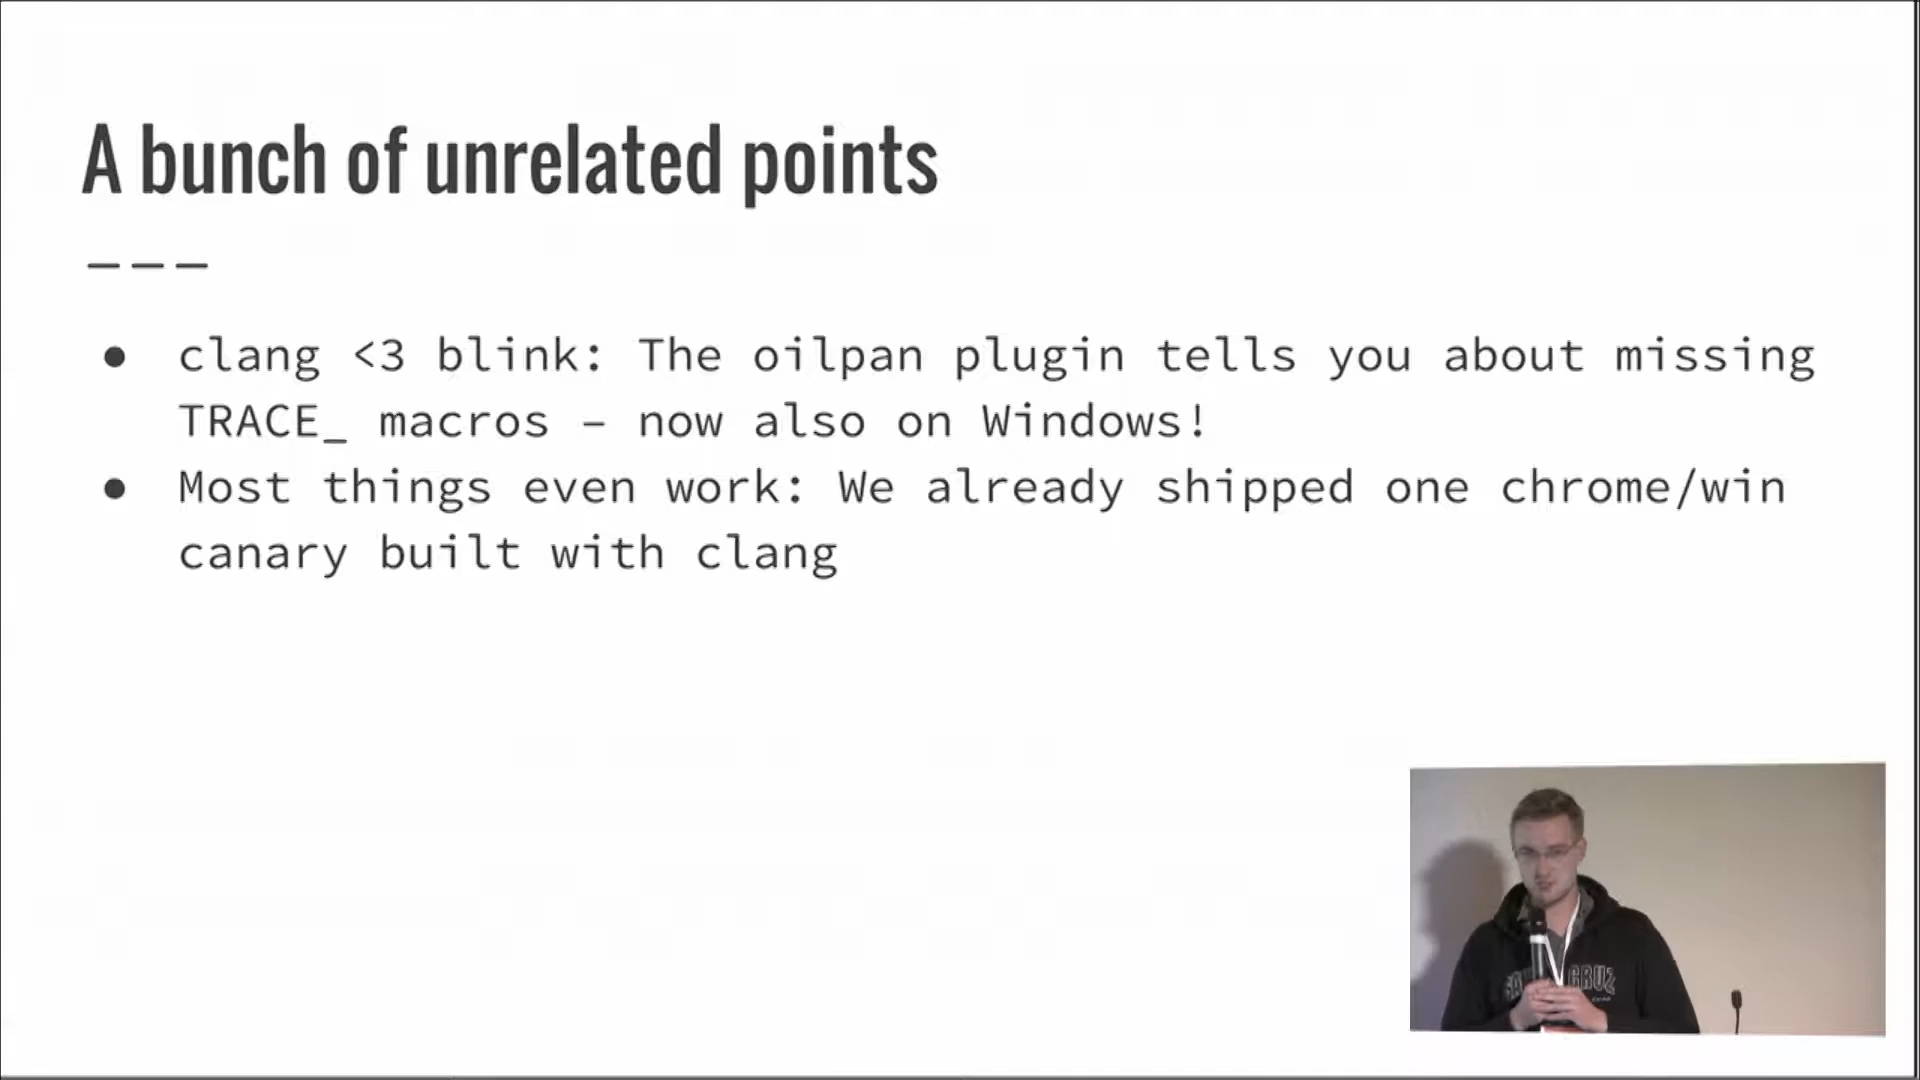 A bunch of unrelated points
---
● clang <3 blink: The oilpan plugin tells you about missing
TRACE_ macros – now also on Windows!
● Most things even work: We already shipped one chrome/win
canary built with clang
CRUZ